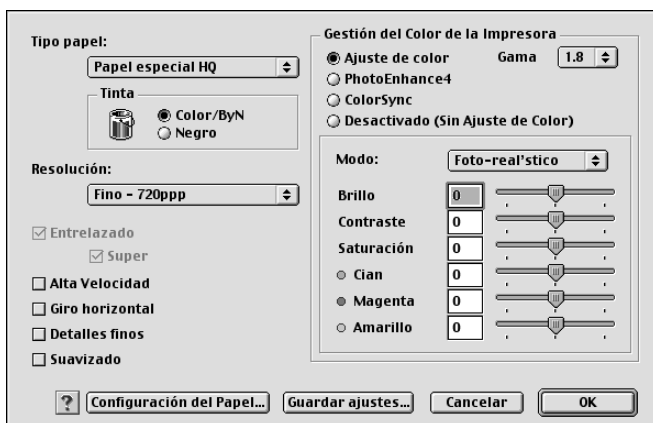 Tipo papel:
Papel especial HQ
Tinta
Color/ByN
Negro
Resolución:
Fino - 720ppp
Entrelazado
Super
Alta Velocidad
Giro horizontal
Detalles finos
Suavizado
Gestión del Color de la Impresora
Ajuste de color Gama 1.8
PhotoEnhance4
ColorSync
Desactivado (Sin Ajuste de Color)
Modo: Foto-real'stico
Brillo 0
Contraste 0
Saturación 0
Cian 0
Magenta 0
Amarillo 0
? Configuración del Papel... Guardar ajustes... Cancelar OK